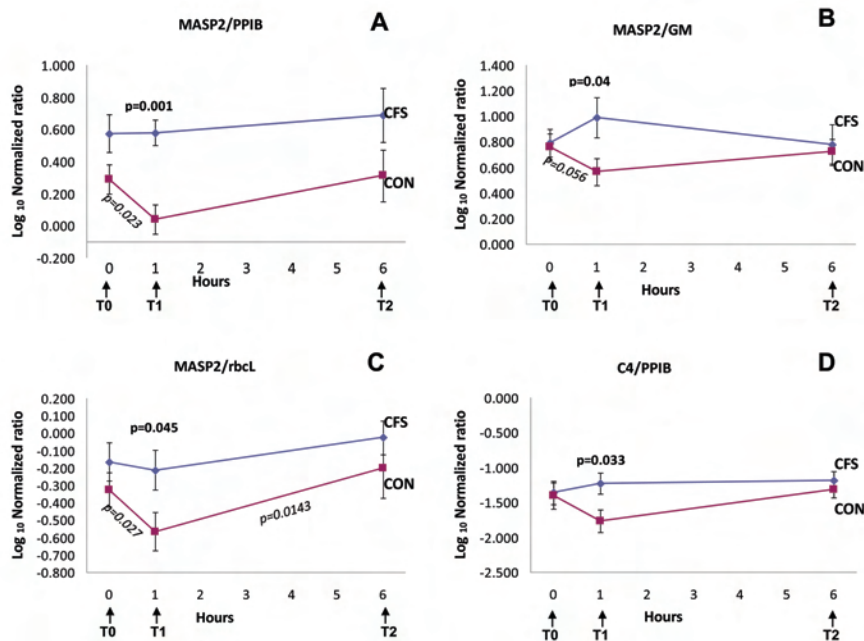 MASP2/PPIB
A
Log 10 Normalized ratio
1.000
0.800
0.600
0.400
0.200
0.000
-0.200
p=0.001
CFS
CON
p=0.023
0 1 2 3 4 5 6
Hours
T0 T1 T2
MASP2/GM
B
Log 10 Normalized ratio
1.400
1.200
1.000
0.800
0.600
0.400
0.200
0.000
p=0.04
CFS
CON
p=0.056
0 1 2 3 4 5 6
Hours
T0 T1 T2
MASP2/rbcL
C
Log 10 Normalized ratio
0.200
0.100
0.000
-0.100
-0.200
-0.300
-0.400
-0.500
-0.600
-0.700
-0.800
p=0.045
CFS
CON
p=0.027
p=0.0143
0 1 2 3 4 5 6
Hours
T0 T1 T2
C4/PPIB
D
Log 10 Normalized ratio
0.000
-0.500
-1.000
-1.500
-2.000
-2.500
p=0.033
CFS
CON
0 1 2 3 4 5 6
Hours
T0 T1 T2